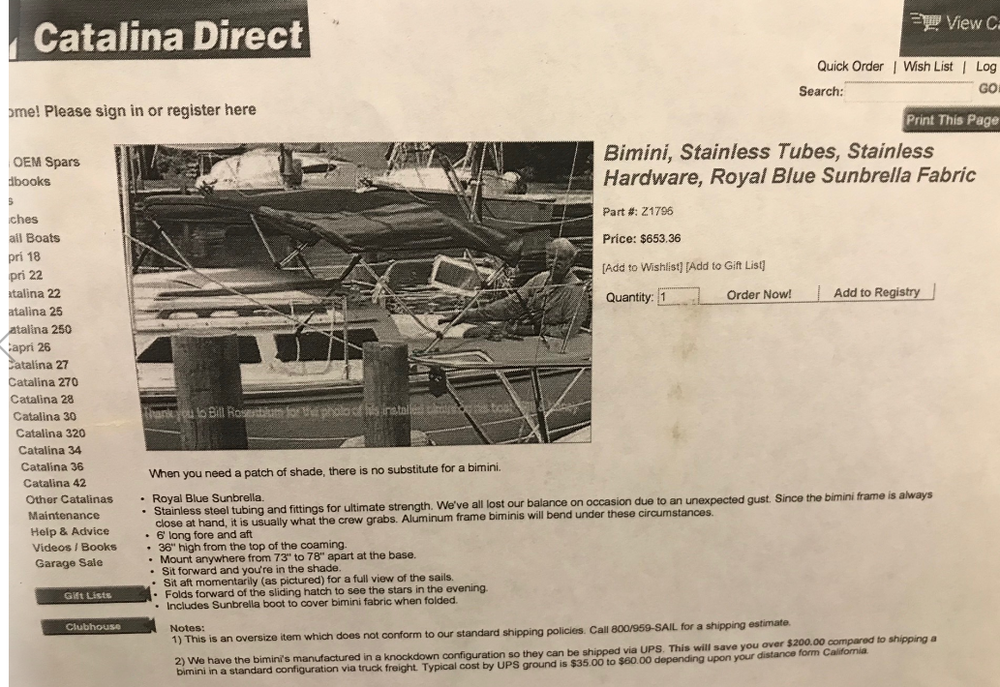 Catalina Direct
View Ca
Quick Order | Wish List | Log
Search: GO!
ome! Please sign in or register here
Print This Page
OEM Spars
dbooks
s
ches
all Boats
pri 18
pri 22
atalina 22
atalina 25
atalina 250
Capri 26
Catalina 27
Catalina 270
Catalina 28
Catalina 30
Catalina 320
Catalina 34
Catalina 36
Catalina 42
Other Catalinas
Maintenance
Help & Advice
Videos / Books
Garage Sale
Gift Lists
Clubhouse
Bimini, Stainless Tubes, Stainless
Hardware, Royal Blue Sunbrella Fabric
Part #: Z1796
Price: $653.36
[Add to Wishlist] [Add to Gift List]
Quantity: 1 Order Now! Add to Registry
Thank you to Bill Rosenblum for the photo of his installed
When you need a patch of shade, there is no substitute for a bimini.
• Royal Blue Sunbrella.
• Stainless steel tubing and fittings for ultimate strength. We've all lost our balance on occasion due to an unexpected gust. Since the bimini frame is always
close at hand, it is usually what the crew grabs. Aluminum frame biminis will bend under these circumstances.
• 6' long fore and aft
• 36" high from the top of the coaming.
• Mount anywhere from 73" to 78" apart at the base.
• Sit forward and you're in the shade.
• Sit aft momentarily (as pictured) for a full view of the sails.
• Folds forward of the sliding hatch to see the stars in the evening.
• Includes Sunbrella boot to cover bimini fabric when folded.
Notes:
1) This is an oversize item which does not conform to our standard shipping policies. Call 800/959-SAIL for a shipping estimate.
2) We have the bimini's manufactured in a knockdown configuration so they can be shipped via UPS. This will save you over $200.00 compared to shipping a
bimini in a standard configuration via truck freight. Typical cost by UPS ground is $35.00 to $60.00 depending upon your distance form California.